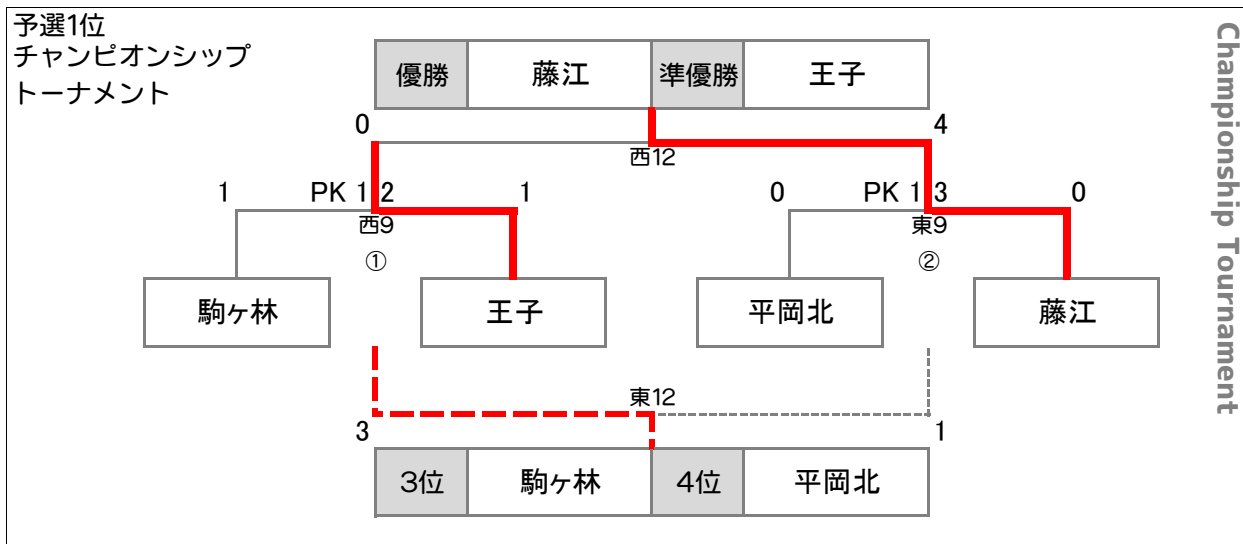 予選1位
チャンピオンシップ
トーナメント
Championship Tournament
優勝 藤江 準優勝 王子
0 4
西12
1 PK 1 2 1 0 PK 1 3 0
西9 東9
① ②
駒ヶ林 王子 平岡北 藤江
東12
3 1
3位 駒ヶ林 4位 平岡北